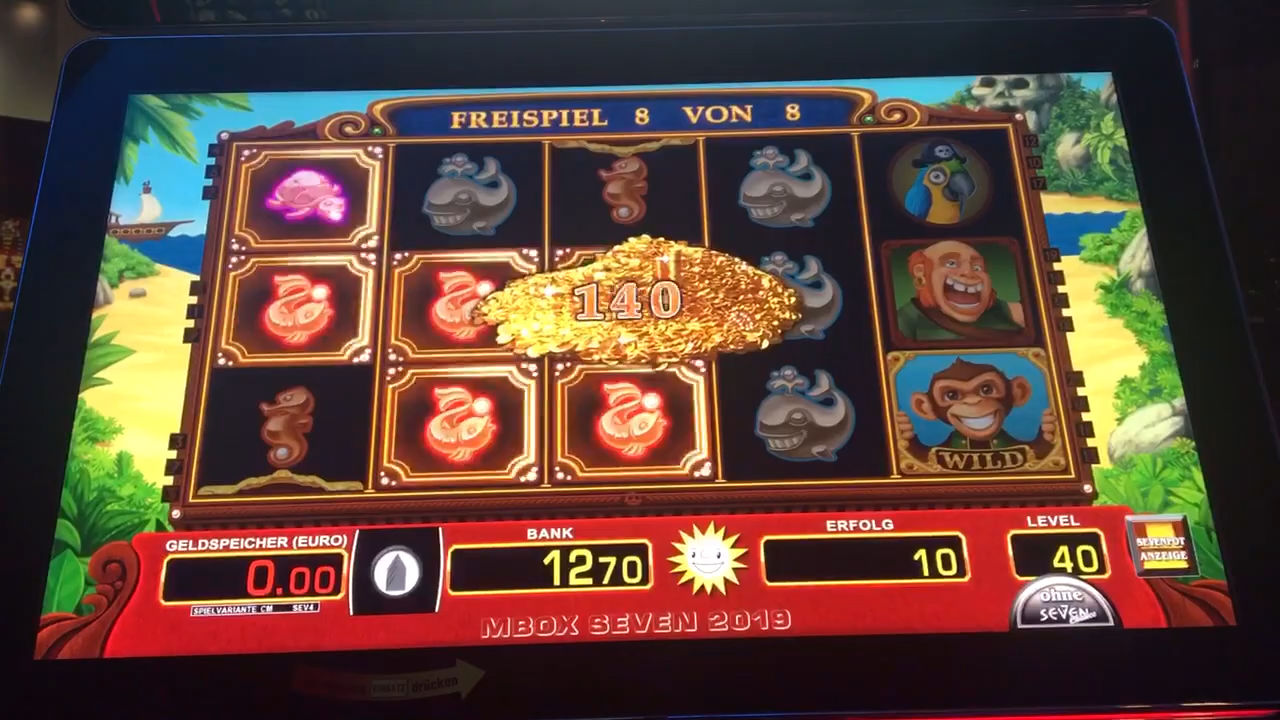 FREISPIEL 8 VON 8
140
WILD
GELDSPEICHER (EURO)
0.00
SPIELVARIANTE CM SEV4
BANK
1270
ERFOLG
10
LEVEL
40
SEVENPOT
ANZEIGE
ohne
SEVEN
MBOX SEVEN 2019
drücken